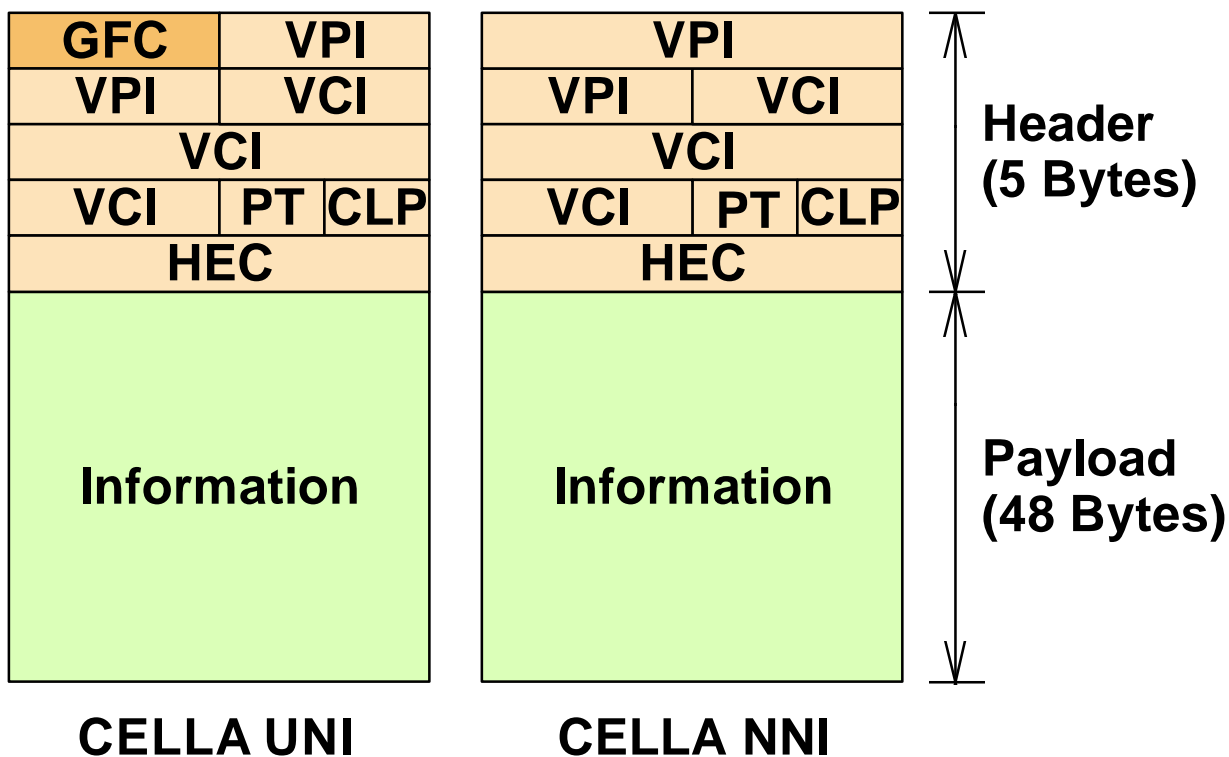 GFC VPI
VPI VCI
VCI
VCI PT CLP
HEC
Information
CELLA UNI
VPI
VPI VCI
VCI
VCI PT CLP
HEC
Information
CELLA NNI
Header
(5 Bytes)
Payload
(48 Bytes)